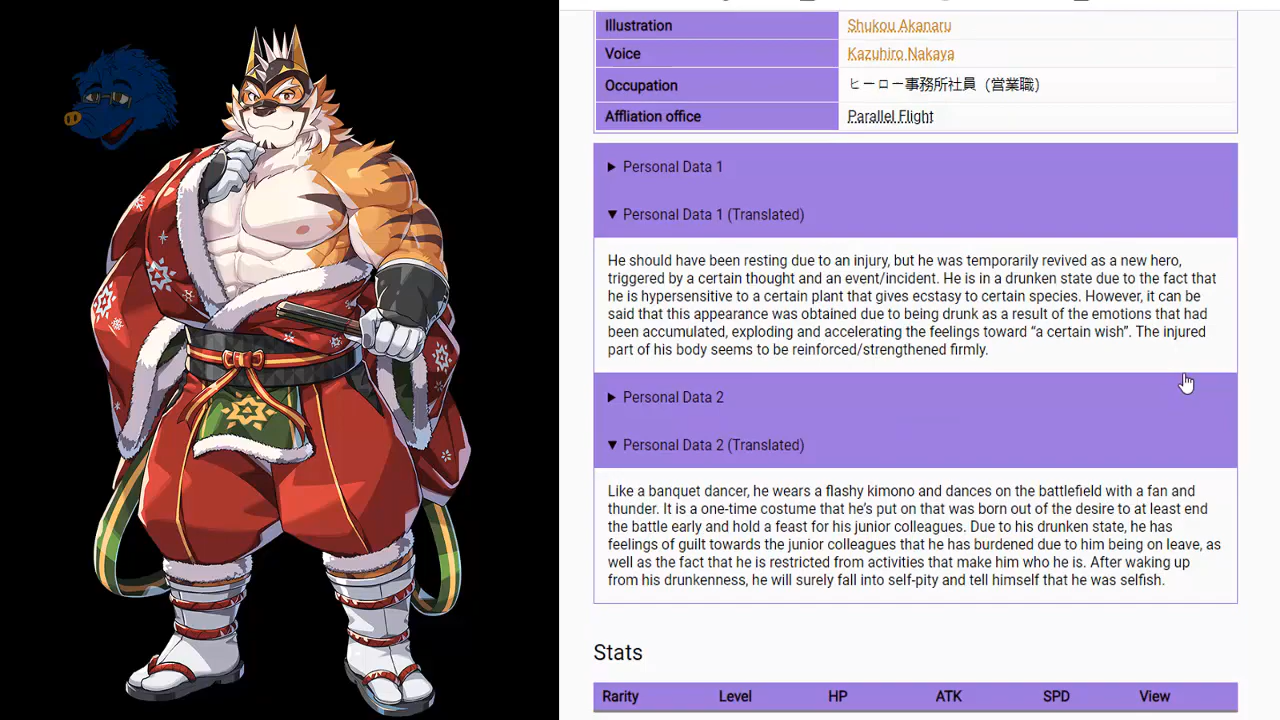 Illustration
Shukou Akanaru
Voice
Kazuhiro Nakaya
Occupation
ヒーロー事務所社員（営業職）
Affliation office
Parallel Flight
▶ Personal Data 1
▼ Personal Data 1 (Translated)
He should have been resting due to an injury, but he was temporarily revived as a new hero,
triggered by a certain thought and an event/incident. He is in a drunken state due to the fact that
he is hypersensitive to a certain plant that gives ecstasy to certain species. However, it can be
said that this appearance was obtained due to being drunk as a result of the emotions that had
been accumulated, exploding and accelerating the feelings toward “a certain wish”. The injured
part of his body seems to be reinforced/strengthened firmly.
▶ Personal Data 2
▼ Personal Data 2 (Translated)
Like a banquet dancer, he wears a flashy kimono and dances on the battlefield with a fan and
thunder. It is a one-time costume that he’s put on that was born out of the desire to at least end
the battle early and hold a feast for his junior colleagues. Due to his drunken state, he has
feelings of guilt towards the junior colleagues that he has burdened due to him being on leave, as
well as the fact that he is restricted from activities that make him who he is. After waking up
from his drunkenness, he will surely fall into self-pity and tell himself that he was selfish.
Stats
Rarity Level HP ATK SPD View